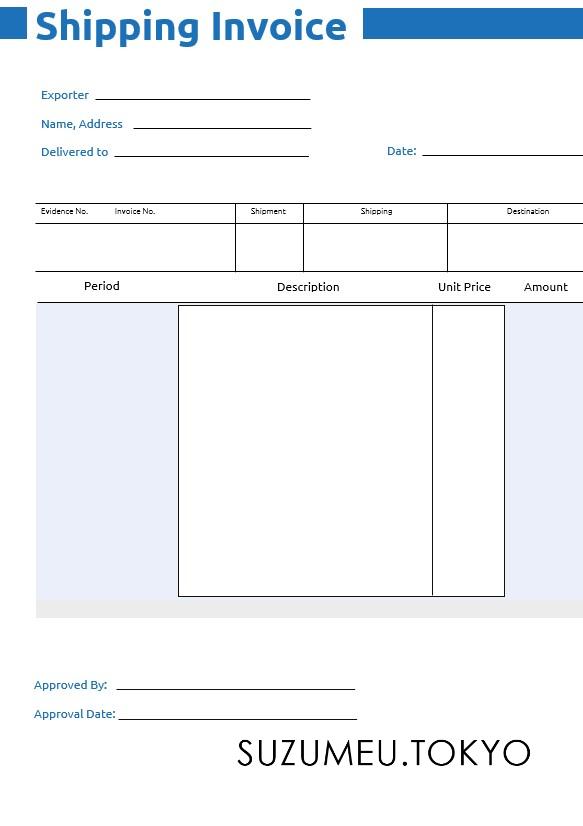 Shipping Invoice
Exporter
Name, Address
Delivered to
Date:
Evidence No. Invoice No. Shipment Shipping Destination
Period Description Unit Price Amount
Approved By:
Approval Date:
SUZUMEU.TOKYO